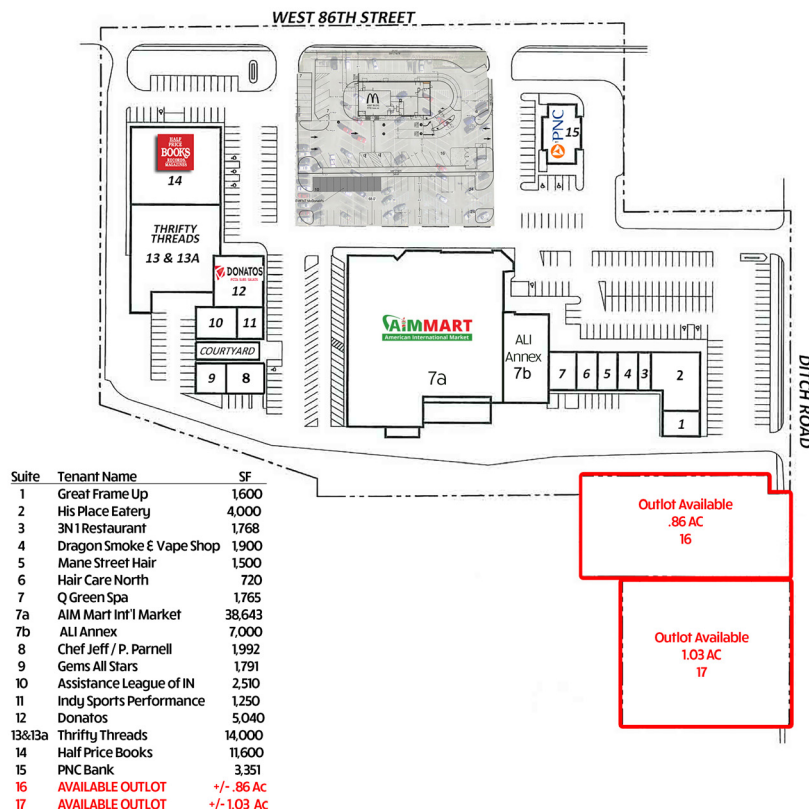 WEST 86TH STREET
HALF
PRICE
BOOKS
RECORDS
MAGAZINES
14
PNC
15
THRIFTY
THREADS
13 & 13A
DONATOS
12
10
11
COURTYARD
9
8
AIMMART
American International Market
7a
ALI
Annex
7b
7
6
5
4
3
2
1
DITCH ROAD
Outlot Available
.86 AC
16
Outlot Available
1.03 AC
17
Suite Tenant Name SF
1 Great Frame Up 1,600
2 His Place Eatery 4,000
3 3N1 Restaurant 1,768
4 Dragon Smoke & Vape Shop 1,900
5 Mane Street Hair 1,500
6 Hair Care North 720
7 Q Green Spa 1,765
7a AIM Mart Int'l Market 38,643
7b ALI Annex 7,000
8 Chef Jeff / P. Parnell 1,992
9 Gems All Stars 1,791
10 Assistance League of IN 2,510
11 Indy Sports Performance 1,250
12 Donatos 5,040
13&13a Thrifty Threads 14,000
14 Half Price Books 11,600
15 PNC Bank 3,351
16 AVAILABLE OUTLOT +/- .86 Ac
17 AVAILABLE OUTLOT +/- 1.03 Ac